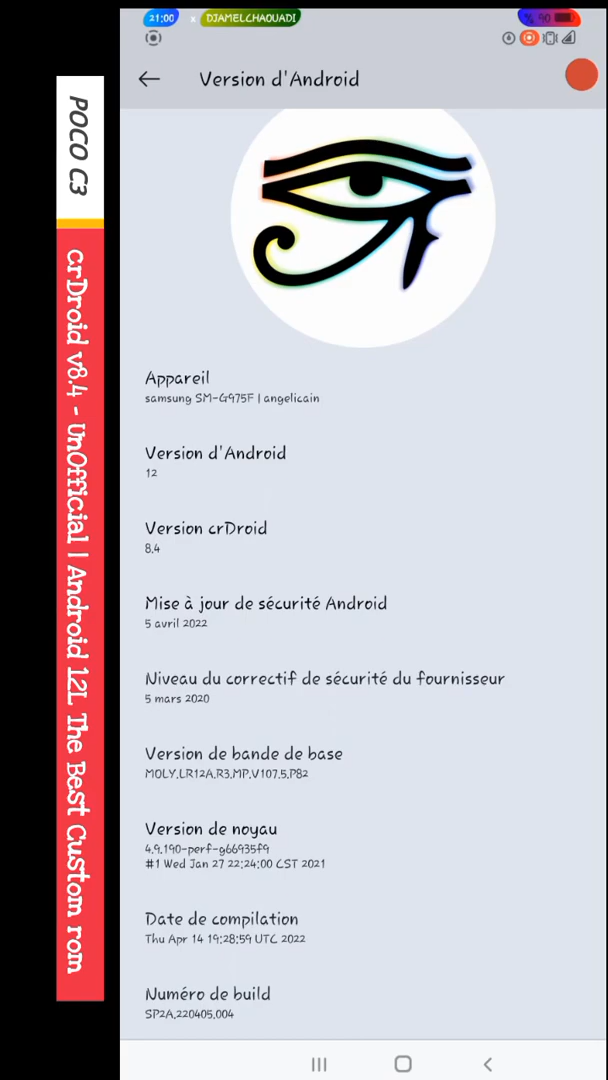 21:00
x
DJAMELCHAOUADI
% 90
Version d'Android
POCO C3
crDroid v8.4 - UnOfficial | Android 12L The Best Custom rom
Appareil
samsung SM-G975F | angelicain
Version d'Android
12
Version crDroid
8.4
Mise à jour de sécurité Android
5 avril 2022
Niveau du correctif de sécurité du fournisseur
5 mars 2020
Version de bande de base
MOLY.LR12A.R3.MP.V107.5.P82
Version de noyau
4.9.190-perf-g66935f9
#1 Wed Jan 27 22:24:00 CST 2021
Date de compilation
Thu Apr 14 19:28:59 UTC 2022
Numéro de build
SP2A.220405.004